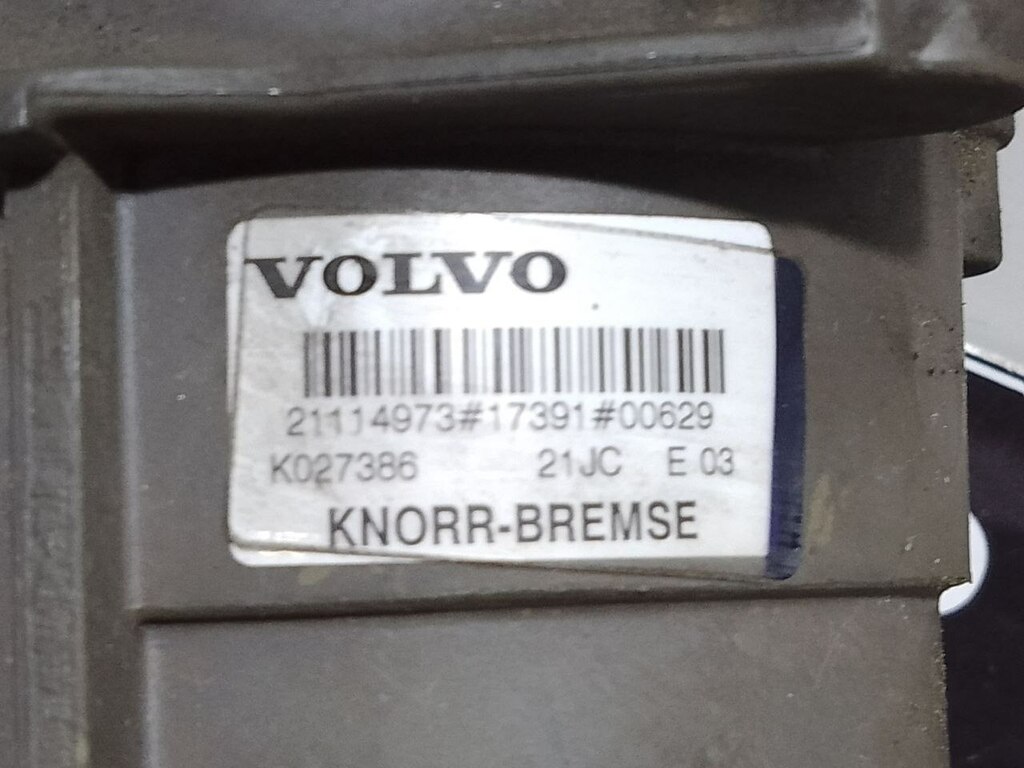 VOLVO
21114973#17391#00629
K027386 21JC E 03
KNORR-BREMSE